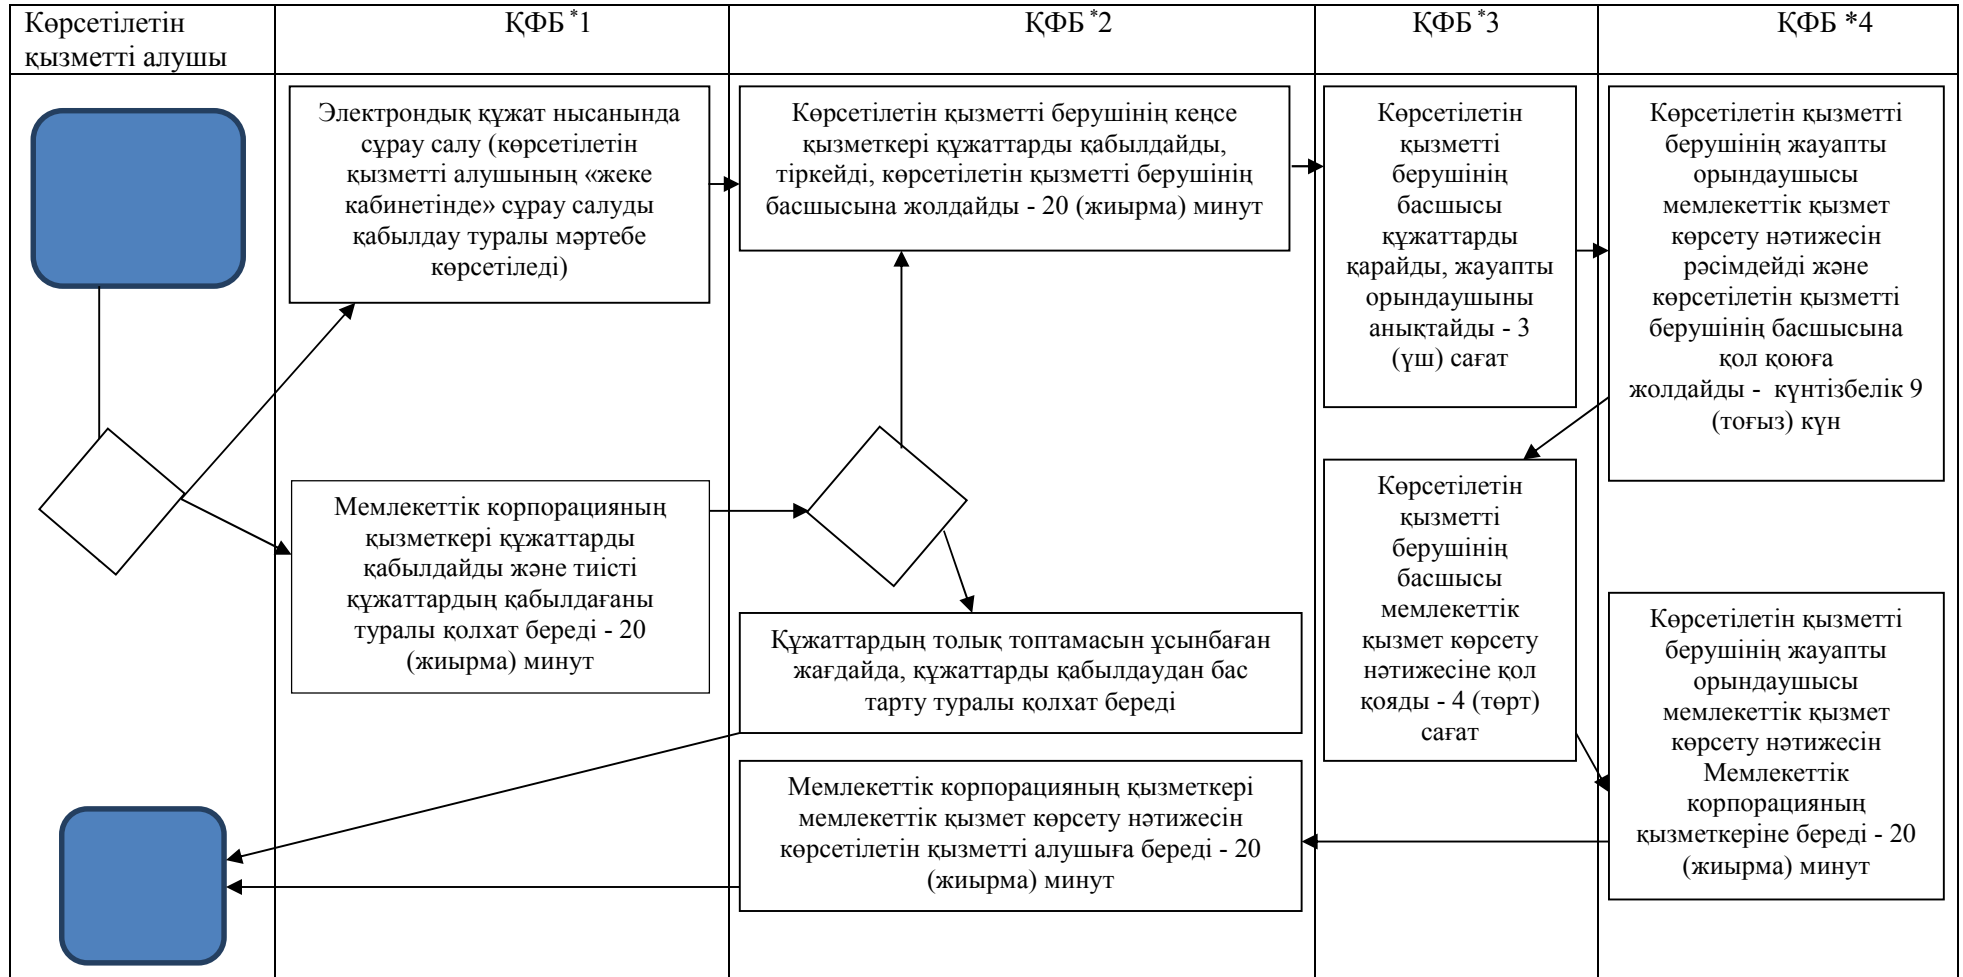 Көрсетілетін
қызметті алушы
ҚФБ *1
ҚФБ *2
ҚФБ *3
ҚФБ *4
Электрондық құжат нысанында
сұрау салу (көрсетілетін
қызметті алушының «жеке
кабинетінде» сұрау салуды
қабылдау туралы мәртебе
көрсетіледі)
Көрсетілетін қызметті берушінің кеңсе
қызметкері құжаттарды қабылдайды,
тіркейді, көрсетілетін қызметті берушінің
басшысына жолдайды - 20 (жиырма) минут
Көрсетілетін
қызметті
берушінің
басшысы
құжаттарды
қарайды, жауапты
орындаушыны
анықтайды - 3
(үш) сағат
Көрсетілетін қызметті
берушінің жауапты
орындаушысы
мемлекеттік қызмет
көрсету нәтижесін
рәсімдейді және
көрсетілетін қызметті
берушінің басшысына
қол қоюға
жолдайды - күнтізбелік 9
(тоғыз) күн
Мемлекеттік корпорацияның
қызметкері құжаттарды
қабылдайды және тиісті
құжаттардың қабылдағаны
туралы қолхат береді - 20
(жиырма) минут
Құжаттардың толық топтамасын ұсынбаған
жағдайда, құжаттарды қабылдаудан бас
тарту туралы қолхат береді
Көрсетілетін
қызметті
берушінің
басшысы
мемлекеттік
қызмет көрсету
нәтижесіне қол
қояды - 4 (төрт)
сағат
Көрсетілетін қызметті
берушінің жауапты
орындаушысы
мемлекеттік қызмет
көрсету нәтижесін
Мемлекеттік
корпорацияның
қызметкеріне береді - 20
(жиырма) минут
Мемлекеттік корпорацияның қызметкері
мемлекеттік қызмет көрсету нәтижесін
көрсетілетін қызметті алушыға береді - 20
(жиырма) минут